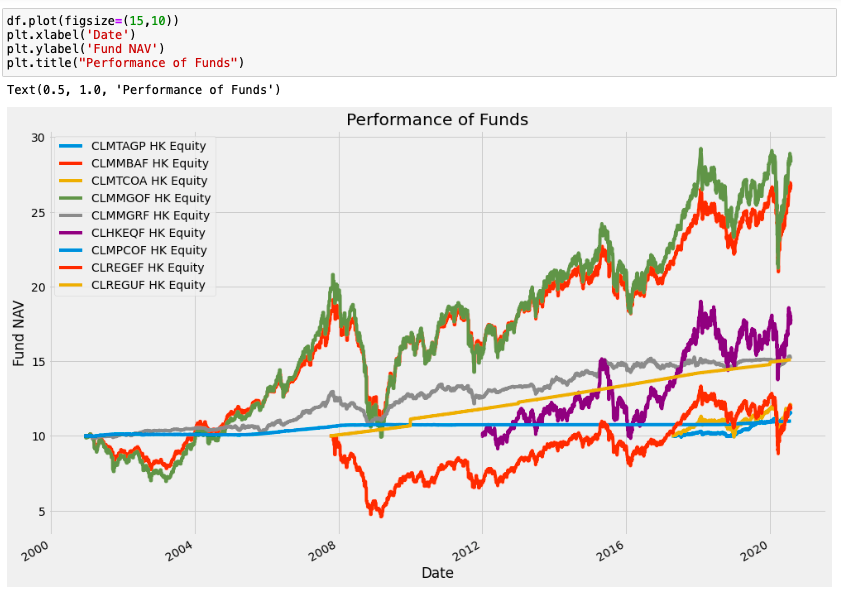 df.plot(figsize=(15,10))
plt.xlabel('Date')
plt.ylabel('Fund NAV')
plt.title("Performance of Funds")
Text(0.5, 1.0, 'Performance of Funds')
Performance of Funds
CLMTAGP HK Equity
CLMMBAF HK Equity
CLMTCOA HK Equity
CLMMGOF HK Equity
CLMMGRF HK Equity
CLHKEQF HK Equity
CLMPCOF HK Equity
CLREGEF HK Equity
CLREGUF HK Equity
Fund NAV
30
25
20
15
10
5
2000
2004
2008
2012
2016
2020
Date